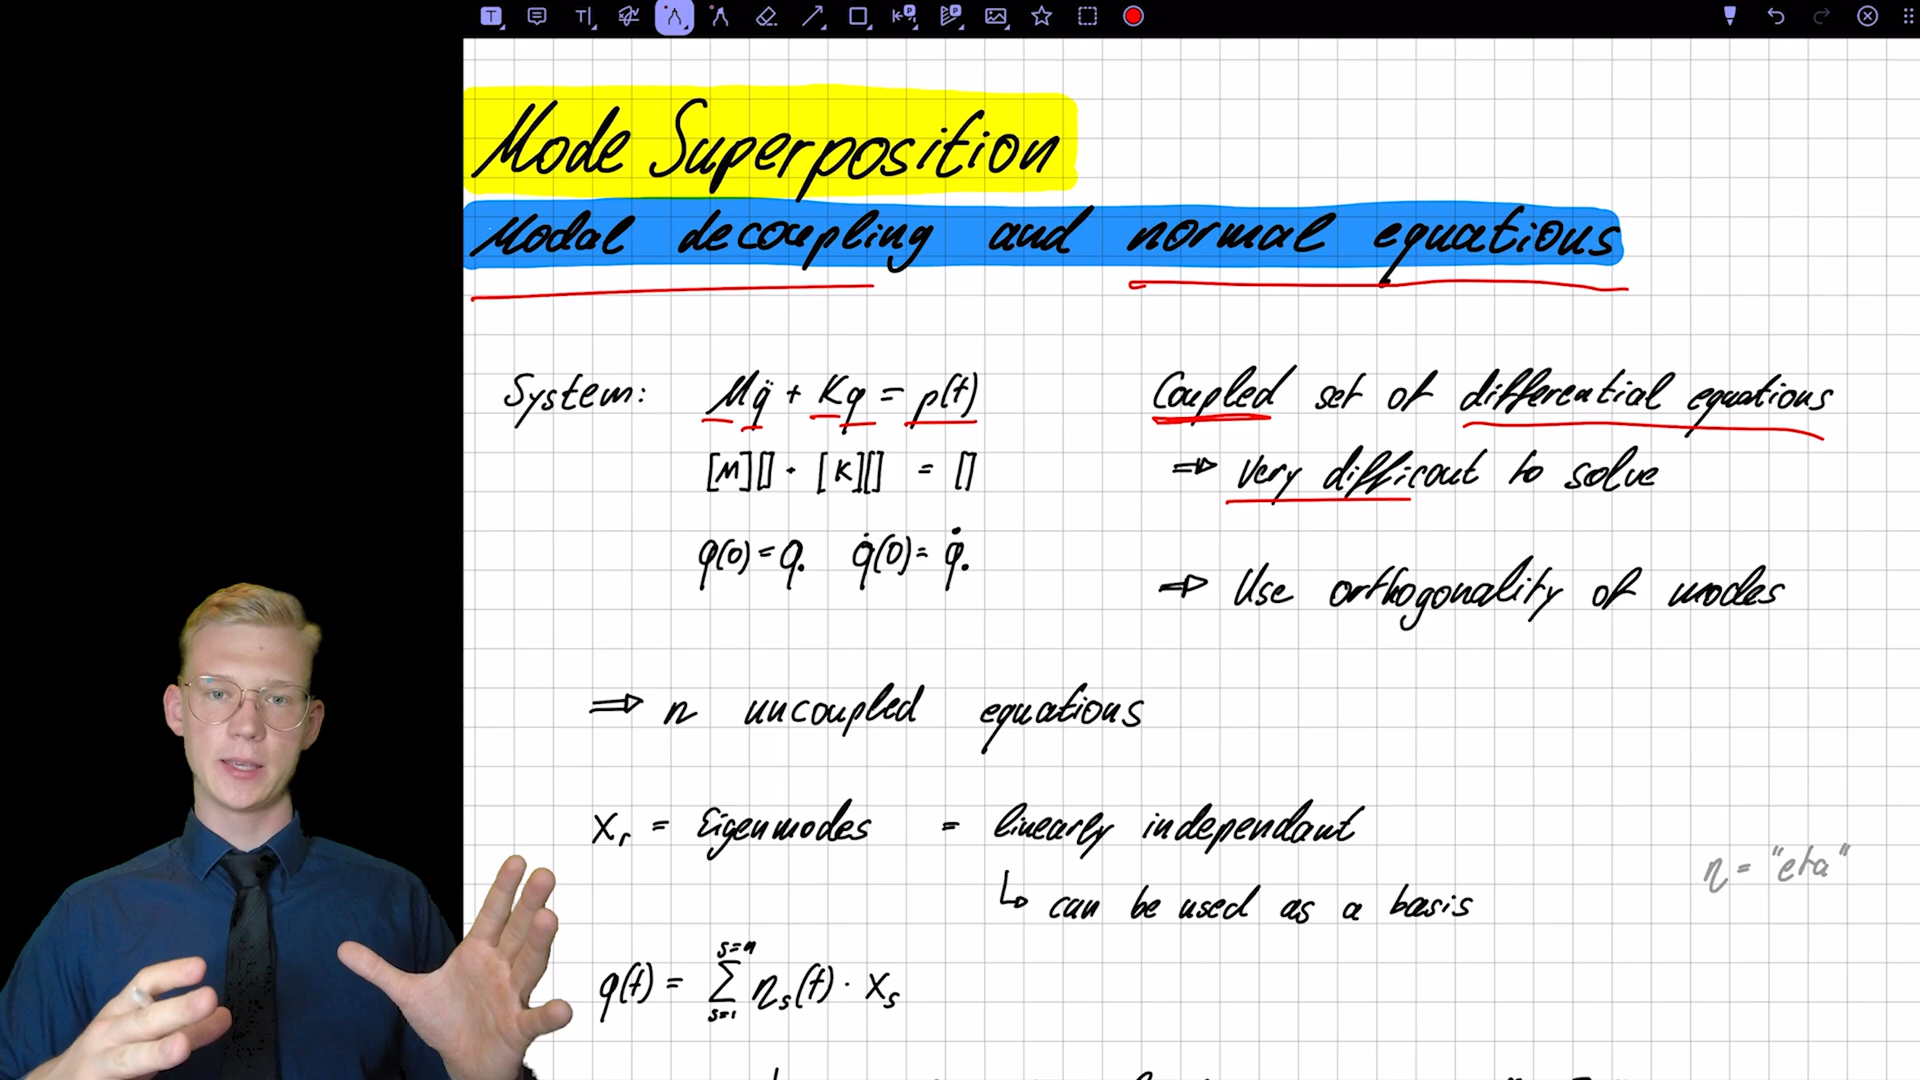 Mode Superposition
Modal decoupling and normal equations
System: Mq̈ + Kq = p(t)
[M][] + [K][] = []
q(0) = q₀ q̇(0) = q̇₀
Coupled set of differential equations
⇒ very difficult to solve
⇒ Use orthogonality of modes
⇒ n uncoupled equations
xᵣ = Eigenmodes = linearly independant
↳ can be used as a basis
η = "eta"
q(t) = Σ_{s=1}^{s=n} ηₛ(t) · xₛ